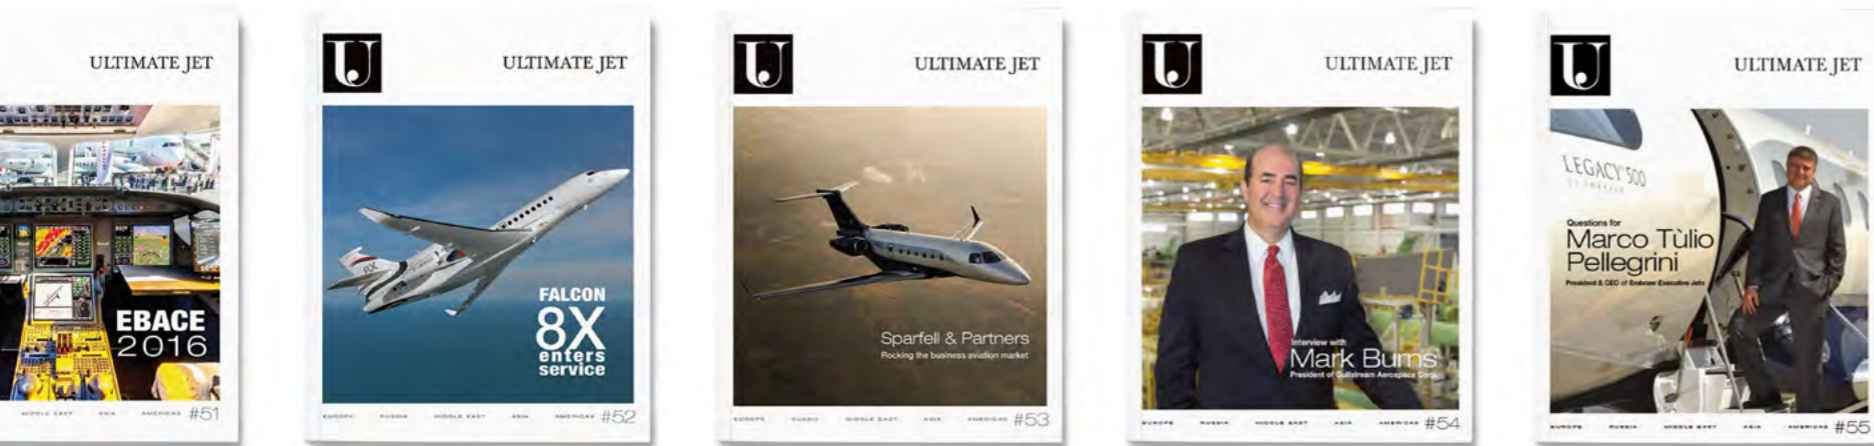 ULTIMATE JET
EBACE
2016
MIDDLE EAST ASIA AMERICAS #51
U
ULTIMATE JET
8X
FALCON
8X
enters
service
EUROPE RUSSIA MIDDLE EAST ASIA AMERICAS #52
U
ULTIMATE JET
Sparfell & Partners
Rocking the business aviation market
EUROPE RUSSIA MIDDLE EAST ASIA AMERICAS #53
U
ULTIMATE JET
Interview with
Mark Burns
President of Gulfstream Aerospace Corp.
EUROPE RUSSIA MIDDLE EAST ASIA AMERICAS #54
U
ULTIMATE JET
LEGACY 500
BY EMBRAER
Questions for
Marco Tùlio
Pellegrini
President & CEO of Embraer Executive Jets
EUROPE RUSSIA MIDDLE EAST ASIA AMERICAS #55